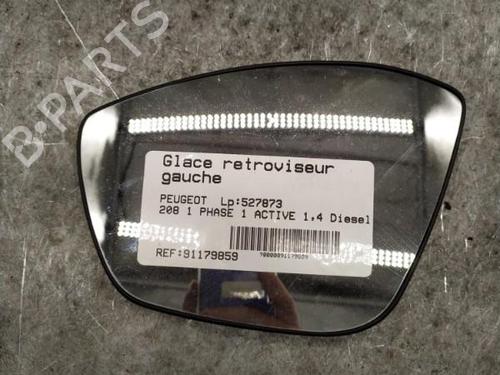 B-PARTS
Glace retroviseur
gauche
PEUGEOT Lp:527873
208 1 PHASE 1 ACTIVE 1,4 Diesel
REF:91179859